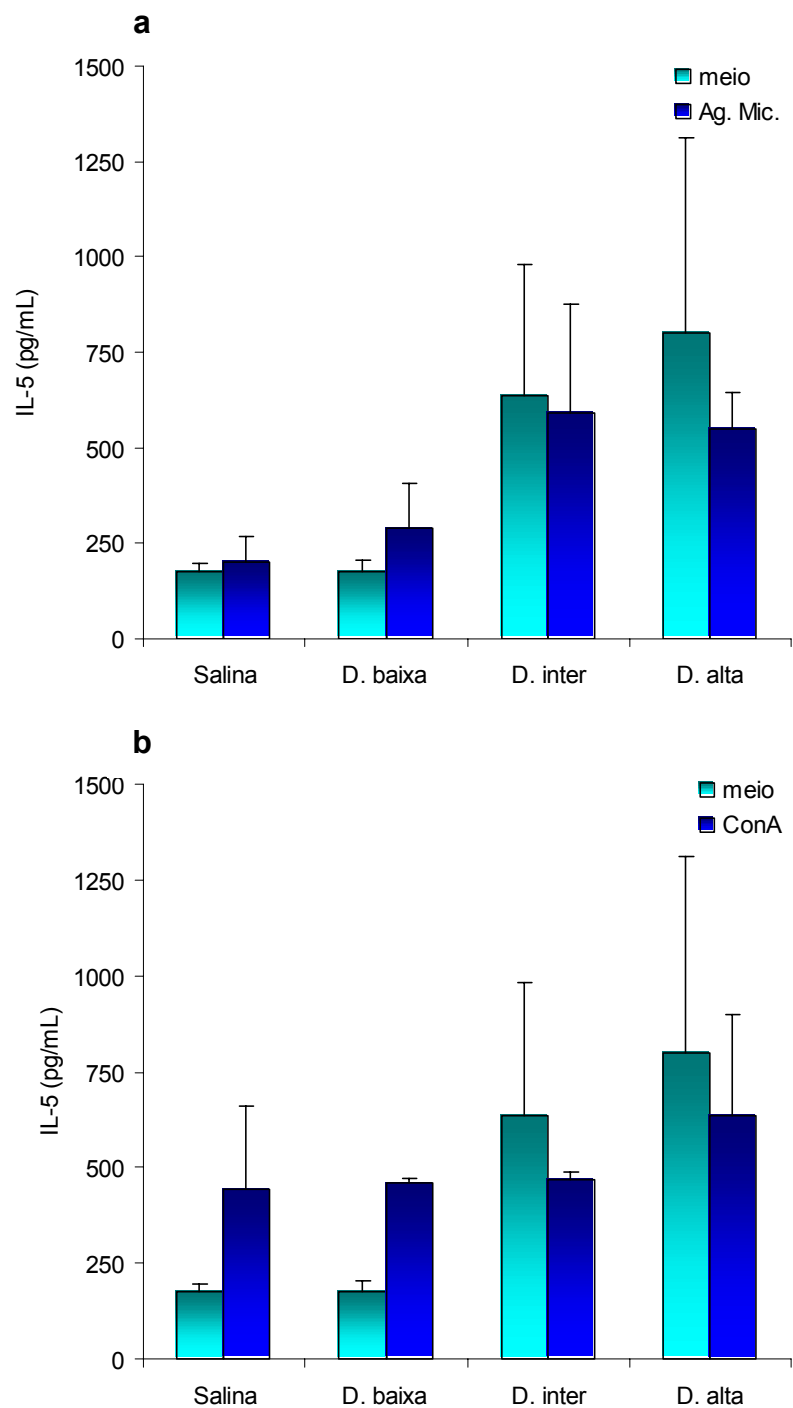 a
1500
1250
1000
750
500
250
0
IL-5 (pg/mL)
meio
Ag. Mic.
Salina D. baixa D. inter D. alta
b
1500
1250
1000
750
500
250
0
IL-5 (pg/mL)
meio
ConA
Salina D. baixa D. inter D. alta